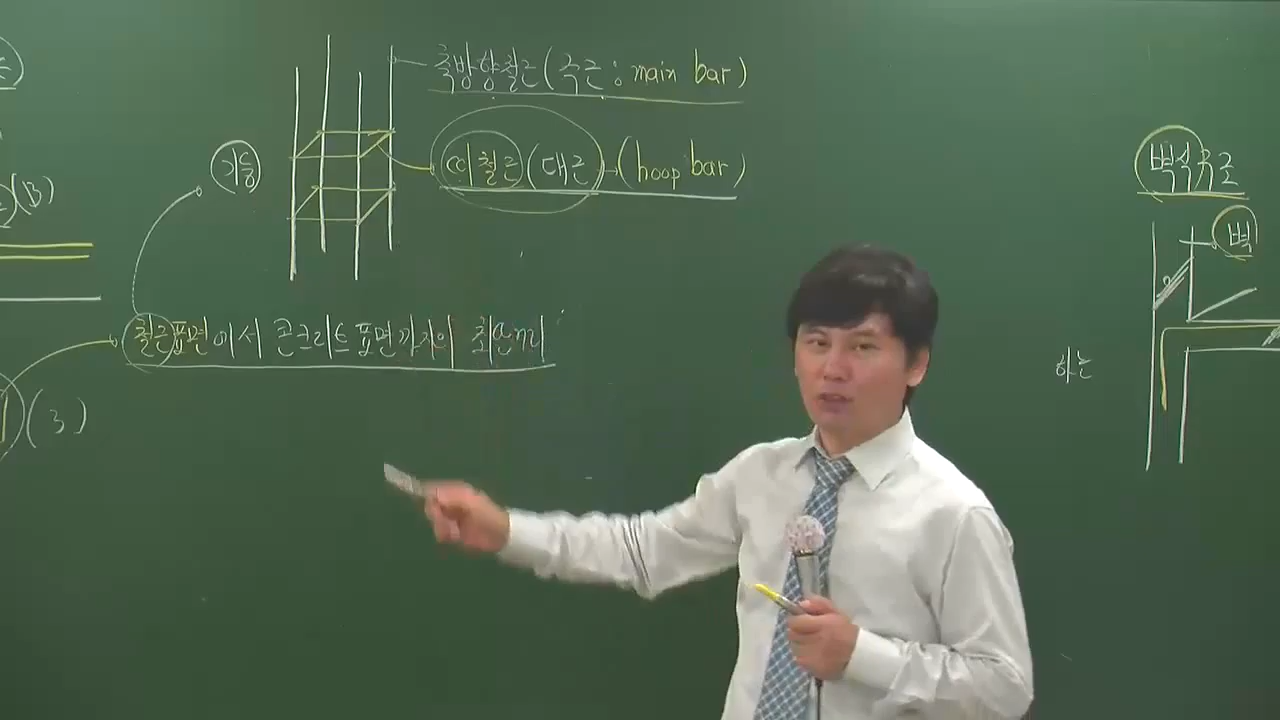 축방향철근(주근 : main bar)
기둥
띠철근(대근)→(hoop bar)
(B)
철근표면에서 콘크리트표면까지의 최단거리
(3)
벽식구조
벽
하는